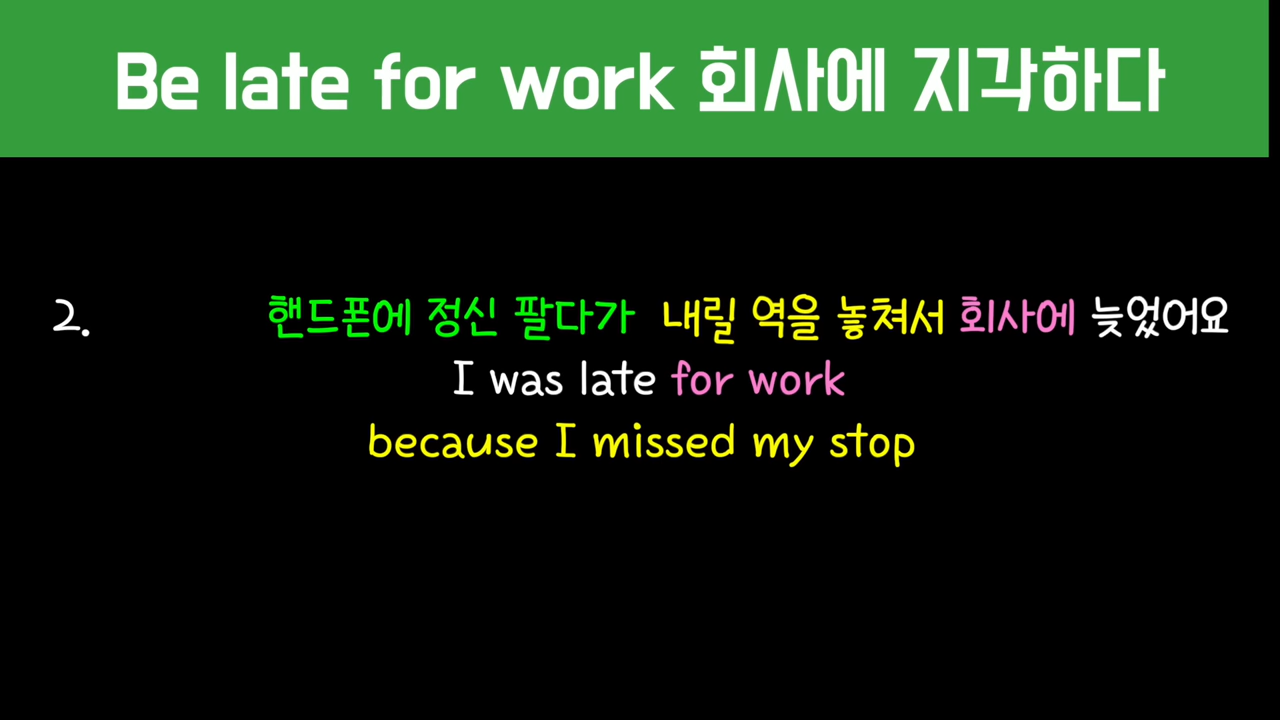 Be late for work 회사에 지각하다
2. 핸드폰에 정신 팔다가 내릴 역을 놓쳐서 회사에 늦었어요
I was late for work
because I missed my stop